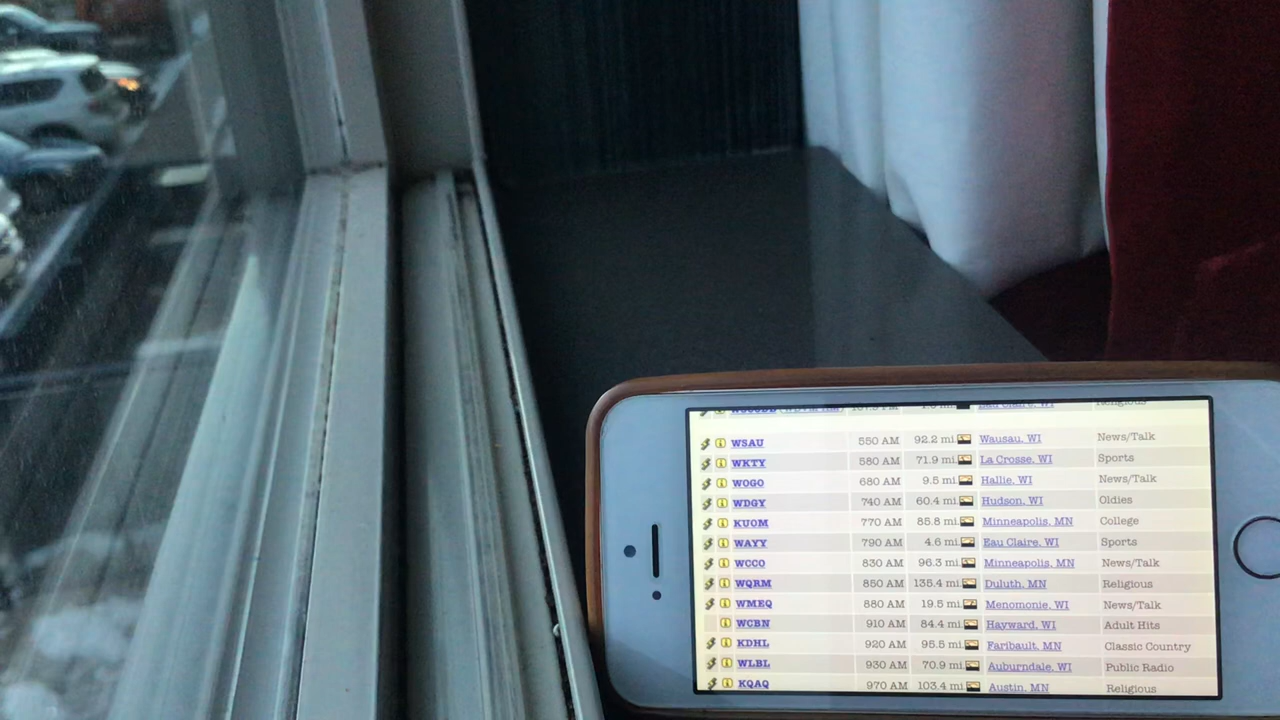 WSAU 550 AM 92.2 mi. Wausau, WI News/Talk
WKTY 580 AM 71.9 mi. La Crosse, WI Sports
WOGO 680 AM 9.5 mi. Hallie, WI News/Talk
WDGY 740 AM 60.4 mi. Hudson, WI Oldies
KUOM 770 AM 85.8 mi. Minneapolis, MN College
WAYY 790 AM 4.6 mi. Eau Claire, WI Sports
WCCO 830 AM 96.3 mi. Minneapolis, MN News/Talk
WQRM 850 AM 135.4 mi. Duluth, MN Religious
WMEQ 880 AM 19.5 mi. Menomonie, WI News/Talk
WCBN 910 AM 84.4 mi. Hayward, WI Adult Hits
KDHL 920 AM 95.5 mi. Faribault, MN Classic Country
WLBL 930 AM 70.9 mi. Auburndale, WI Public Radio
KQAQ 970 AM 103.4 mi. Austin, MN Religious